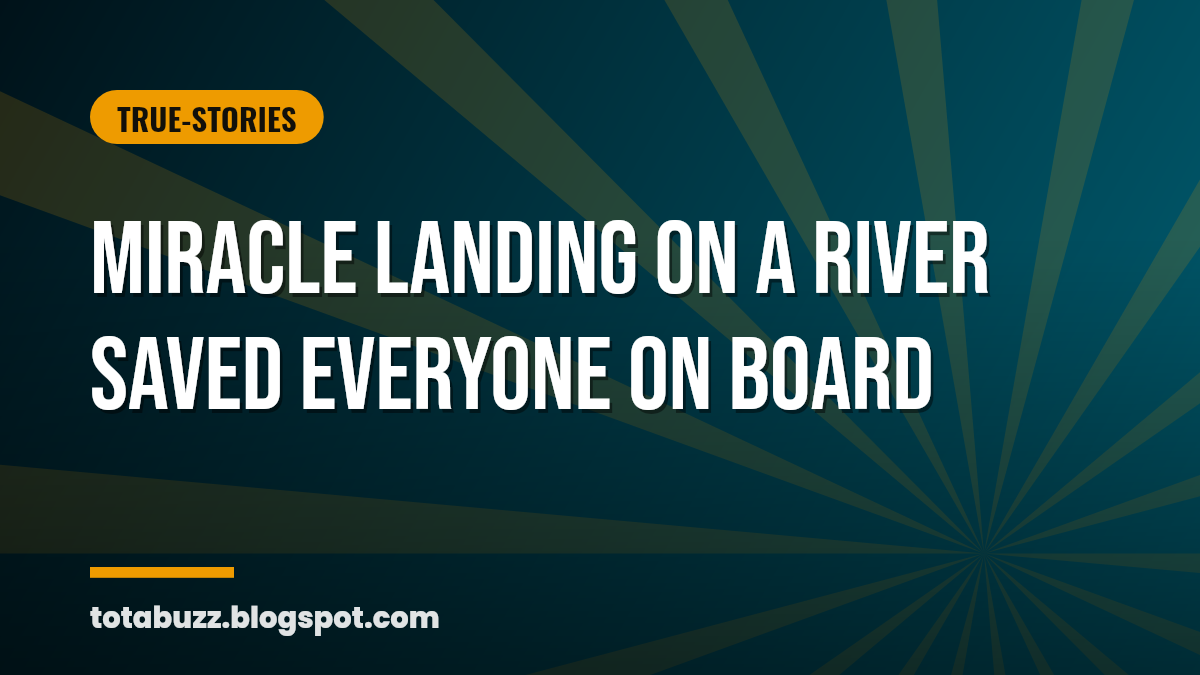 TRUE-STORIES
MIRACLE LANDING ON A RIVER
SAVED EVERYONE ON BOARD
totabuzz.blogspot.com